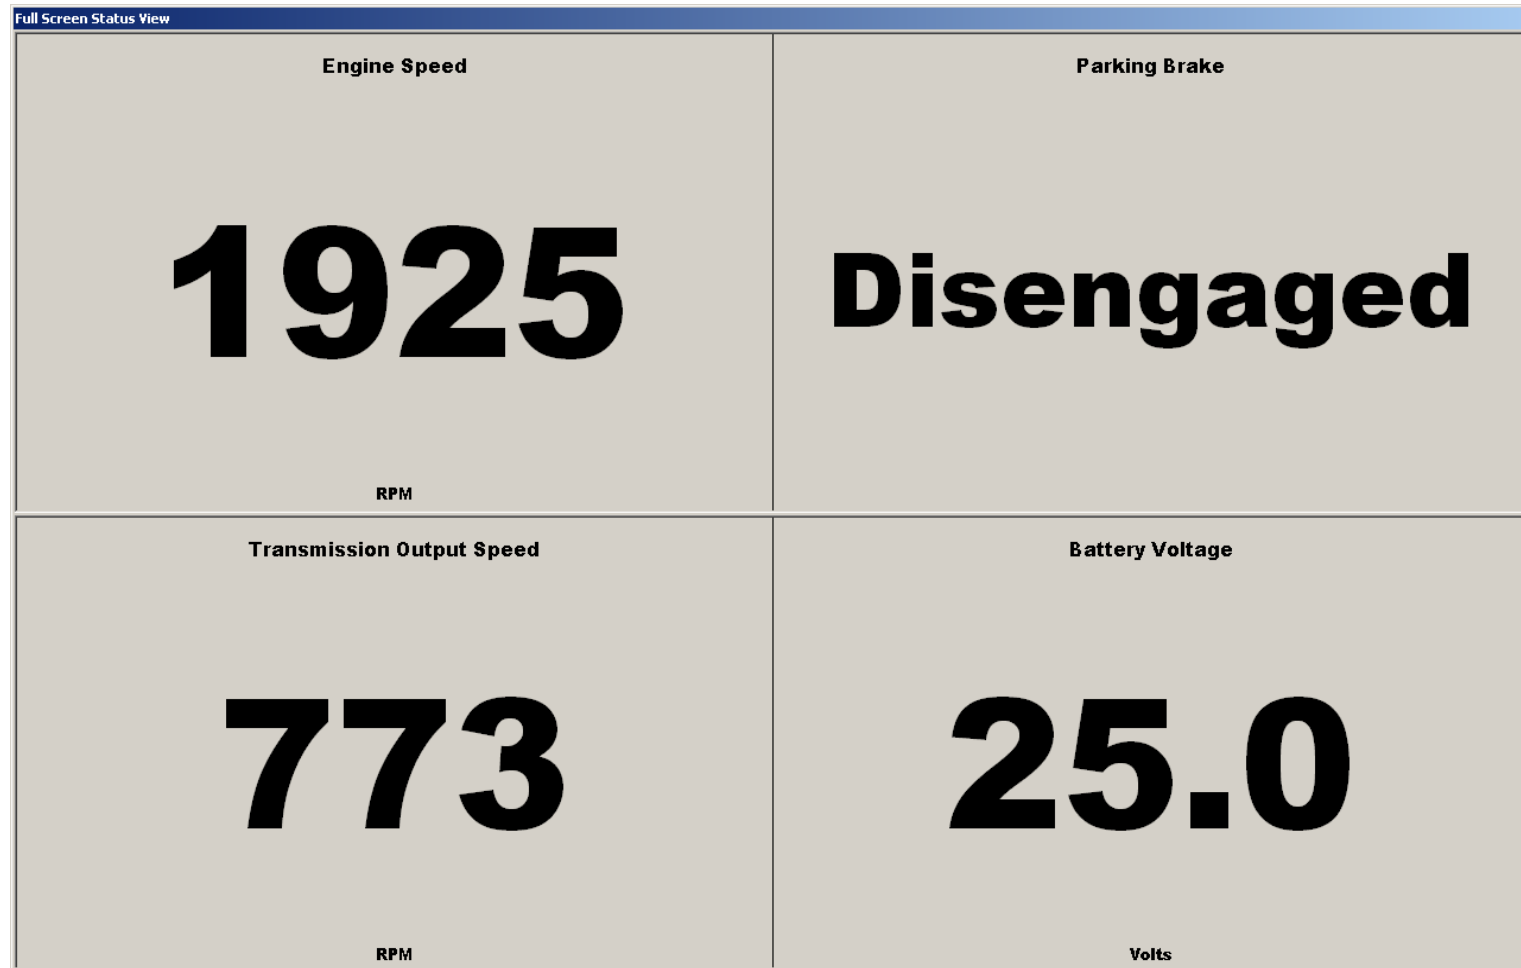 Full Screen Status View
Engine Speed
1925
RPM
Parking Brake
Disengaged
Transmission Output Speed
773
RPM
Battery Voltage
25.0
Volts